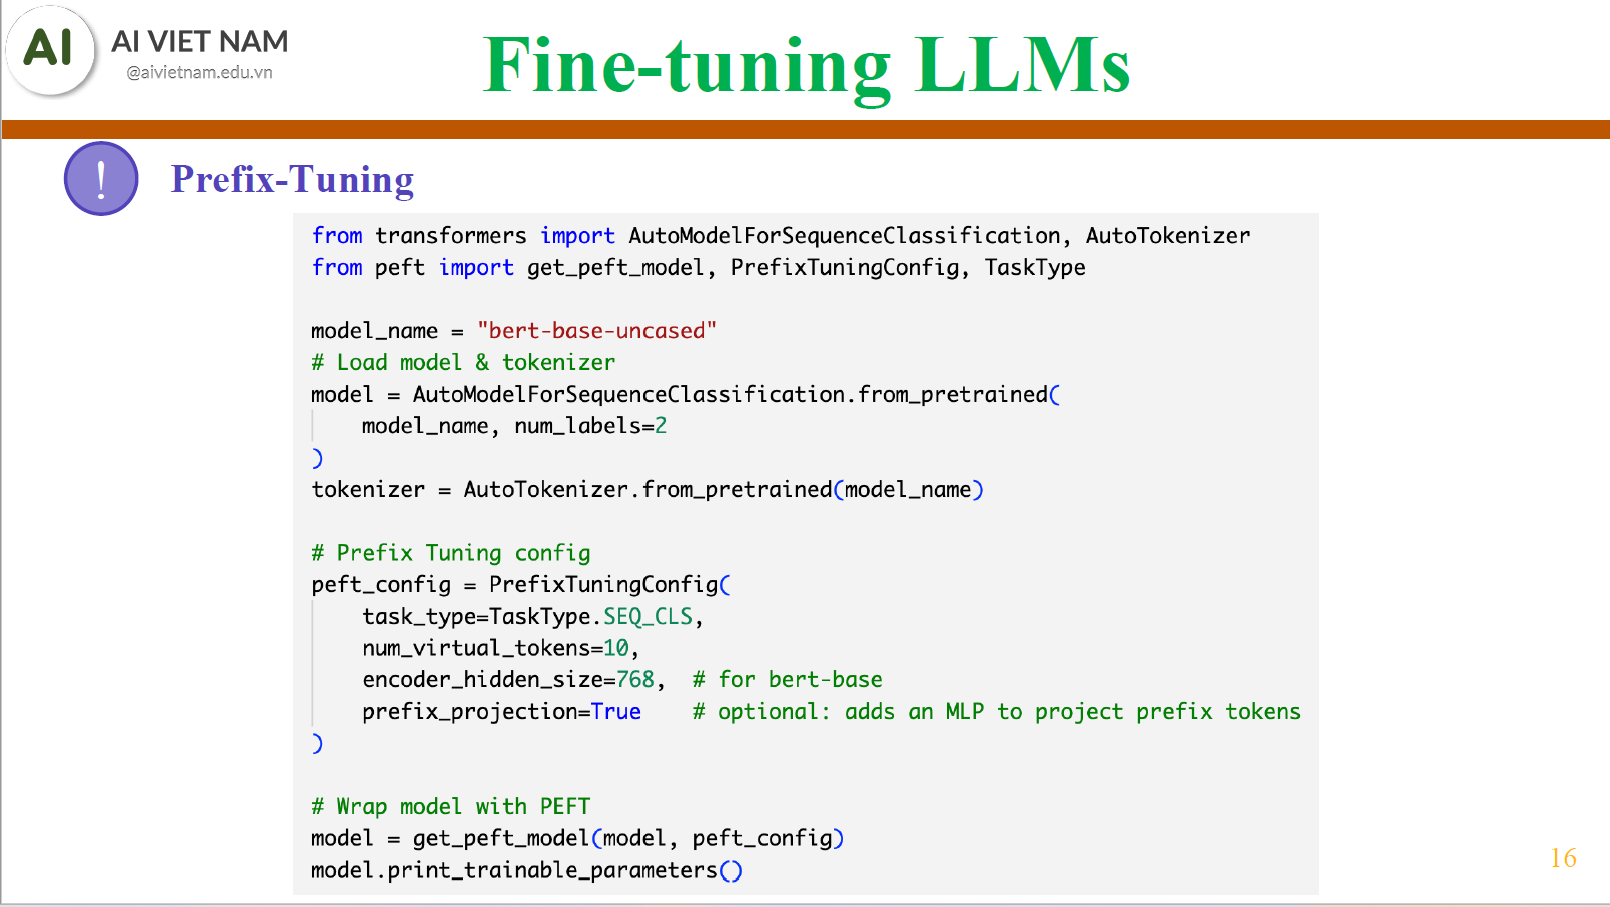 AI
AI VIET NAM
@aivietnam.edu.vn
Fine-tuning LLMs
!
Prefix-Tuning
from transformers import AutoModelForSequenceClassification, AutoTokenizer
from peft import get_peft_model, PrefixTuningConfig, TaskType
model_name = "bert-base-uncased"
# Load model & tokenizer
model = AutoModelForSequenceClassification.from_pretrained(
    model_name, num_labels=2
)
tokenizer = AutoTokenizer.from_pretrained(model_name)
# Prefix Tuning config
peft_config = PrefixTuningConfig(
    task_type=TaskType.SEQ_CLS,
    num_virtual_tokens=10,
    encoder_hidden_size=768,  # for bert-base
    prefix_projection=True    # optional: adds an MLP to project prefix tokens
)
# Wrap model with PEFT
model = get_peft_model(model, peft_config)
model.print_trainable_parameters()
16